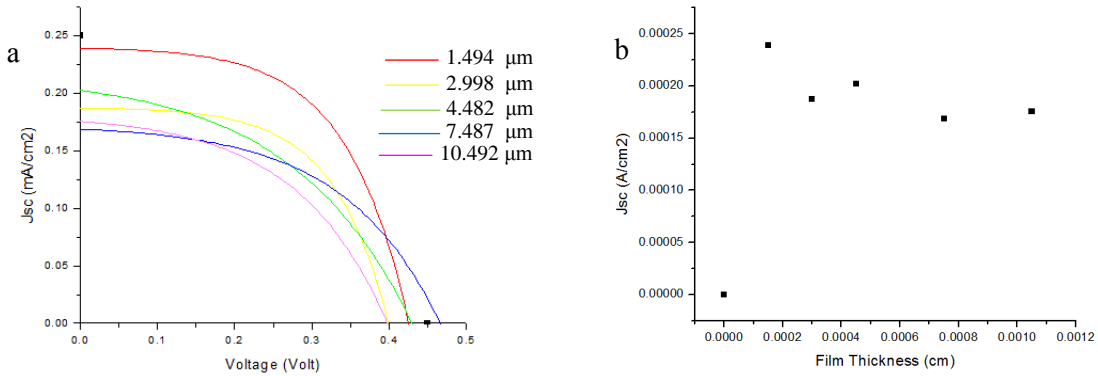 a
0.25
0.20
0.15
0.10
0.05
0.00
Jsc (mA/cm2)
0.0 0.1 0.2 0.3 0.4 0.5
Voltage (Volt)
1.494 μm
2.998 μm
4.482 μm
7.487 μm
10.492 μm
b
0.00025
0.00020
0.00015
0.00010
0.00005
0.00000
Jsc (A/cm2)
0.0000 0.0002 0.0004 0.0006 0.0008 0.0010 0.0012
Film Thickness (cm)